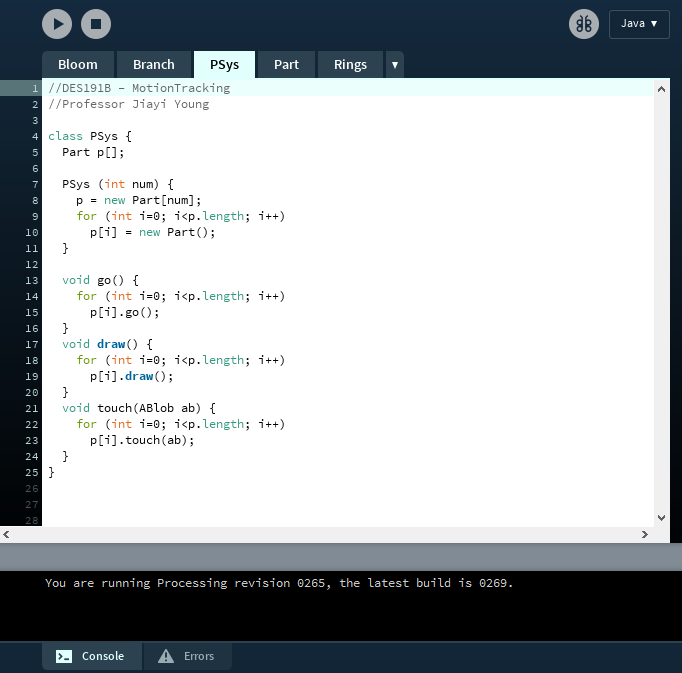 Java ▼
Bloom Branch PSys Part Rings ▼
1 //DES191B – MotionTracking
2 //Professor Jiayi Young
3
4 class PSys {
5   Part p[];
6
7   PSys (int num) {
8     p = new Part[num];
9     for (int i=0; i<p.length; i++)
10       p[i] = new Part();
11   }
12
13   void go() {
14     for (int i=0; i<p.length; i++)
15       p[i].go();
16   }
17   void draw() {
18     for (int i=0; i<p.length; i++)
19       p[i].draw();
20   }
21   void touch(ABlob ab) {
22     for (int i=0; i<p.length; i++)
23       p[i].touch(ab);
24   }
25 }
26
27
28
You are running Processing revision 0265, the latest build is 0269.
Console Errors